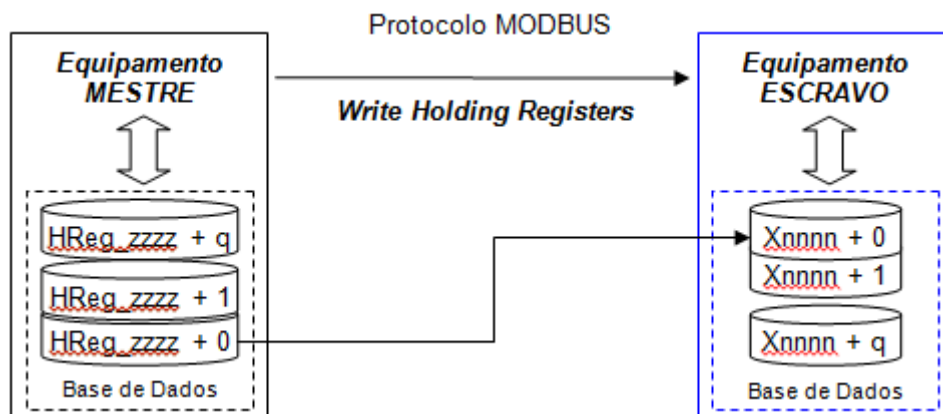 Protocolo MODBUS
Equipamento
MESTRE
Write Holding Registers
Equipamento
ESCRAVO
HReg_zzzz + q
HReg_zzzz + 1
HReg_zzzz + 0
Base de Dados
Xnnnn + 0
Xnnnn + 1
Xnnnn + q
Base de Dados